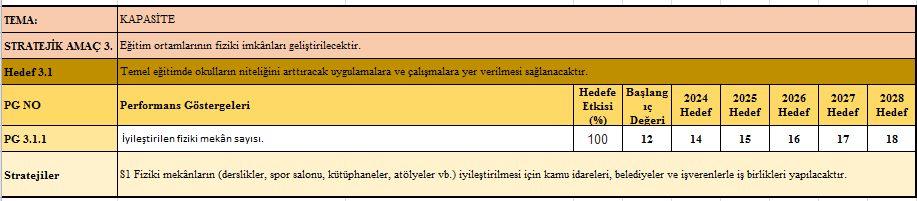 TEMA: KAPASİTE
STRATEJİK AMAÇ 3. Eğitim ortamlarının fiziki imkânları geliştirilecektir.
Hedef 3.1 Temel eğitimde okulların niteliğini arttıracak uygulamalara ve çalışmalara yer verilmesi sağlanacaktır.
PG NO Performans Göstergeleri Hedefe Etkisi (%) Başlangıç Değeri 2024 Hedef 2025 Hedef 2026 Hedef 2027 Hedef 2028 Hedef
PG 3.1.1 İyileştirilen fiziki mekân sayısı. 100 12 14 15 16 17 18
Stratejiler S1 Fiziki mekânların (derslikler, spor salonu, kütüphaneler, atölyeler vb.) iyileştirilmesi için kamu idareleri, belediyeler ve işverenlerle iş birlikleri yapılacaktır.